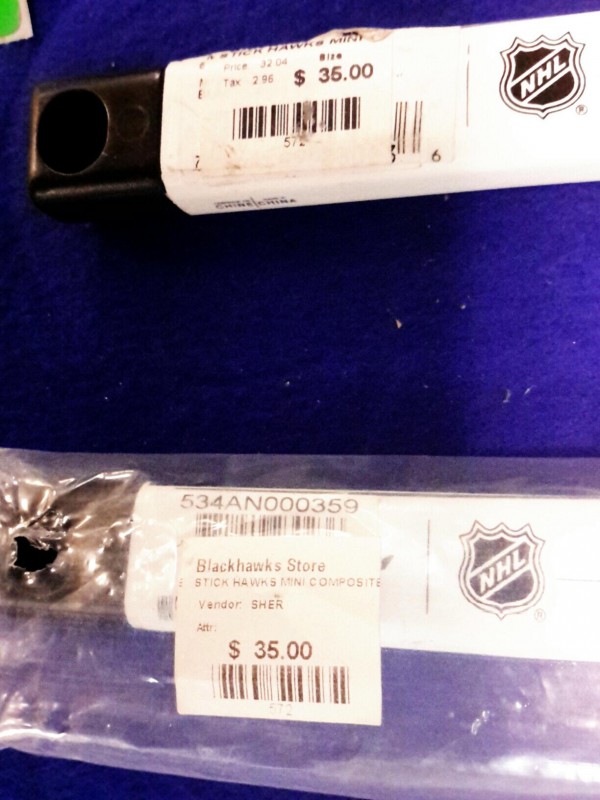 STICK HAWKS MINI
Price: 32.04 Size
Tax: 2.96 $ 35.00
572
6
CHINE/CHINA
NHL
®
534AN000359
Blackhawks Store
STICK HAWKS MINI COMPOSITE
Vendor: SHER
Attr:
$ 35.00
572
NHL
®